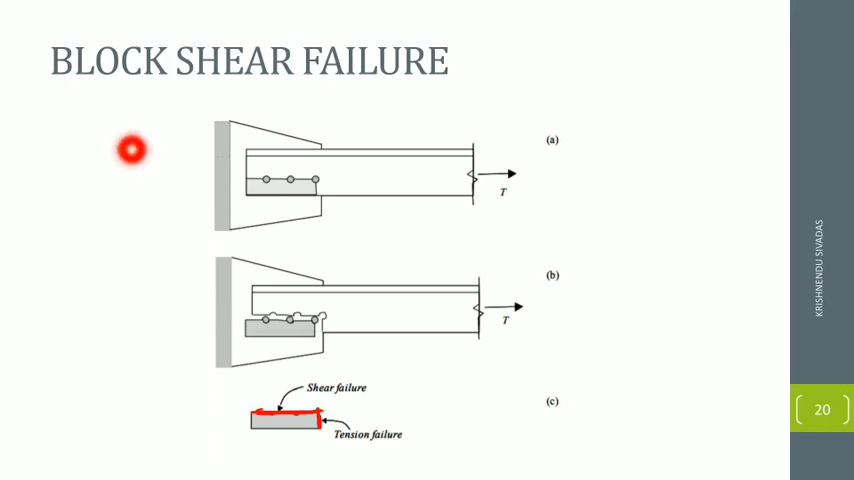 BLOCK SHEAR FAILURE
(a)
T
(b)
T
Shear failure
(c)
Tension failure
KRISHNENDU SIVADAS
20